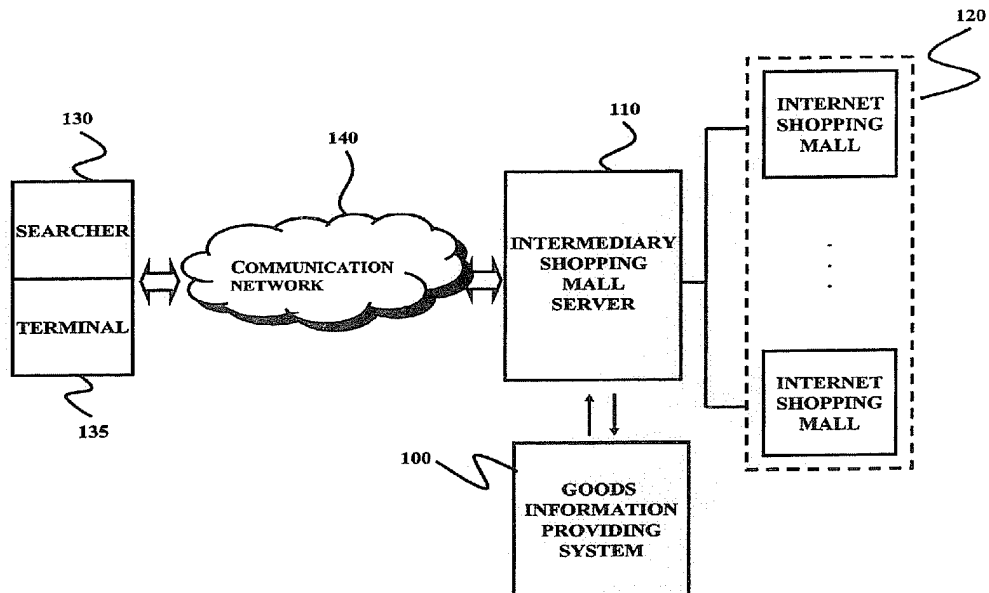 120
INTERNET
SHOPPING
MALL
110
130
140
SEARCHER
TERMINAL
COMMUNICATION
NETWORK
INTERMEDIARY
SHOPPING
MALL
SERVER
INTERNET
SHOPPING
MALL
135
100
GOODS
INFORMATION
PROVIDING
SYSTEM